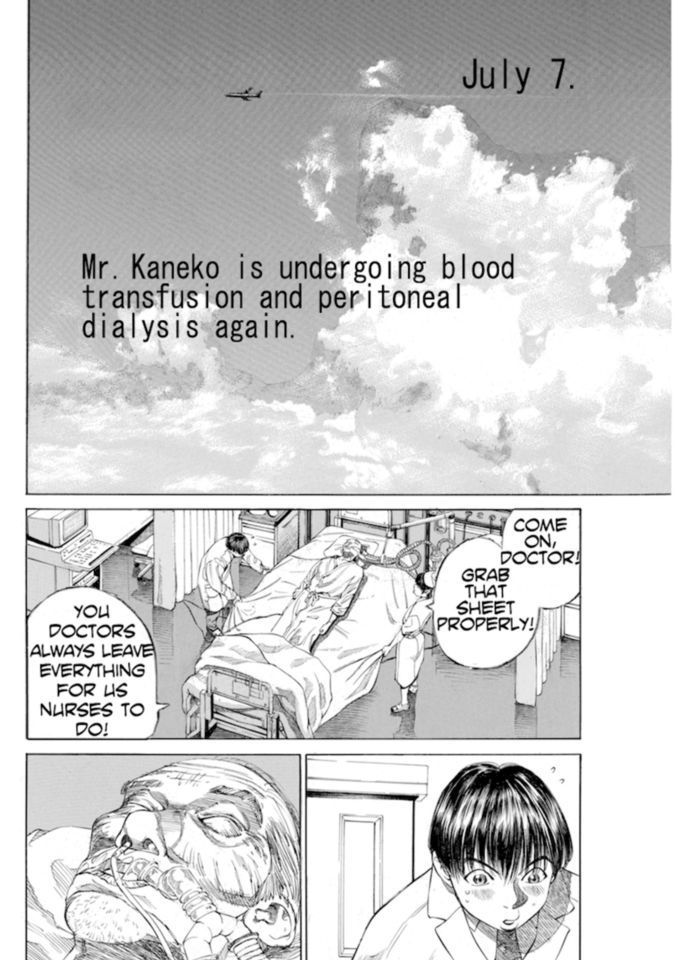 July 7.
Mr. Kaneko is undergoing blood
transfusion and peritoneal
dialysis again.
COME
ON,
DOCTOR!
GRAB
THAT
SHEET
PROPERLY!
YOU
DOCTORS
ALWAYS LEAVE
EVERYTHING
FOR US
NURSES TO
DO!